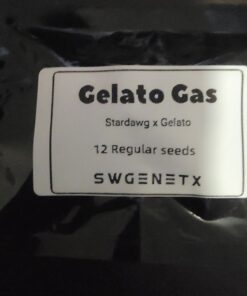 Gelato Gas
Stardawg x Gelato
12 Regular seeds
SWGENETX